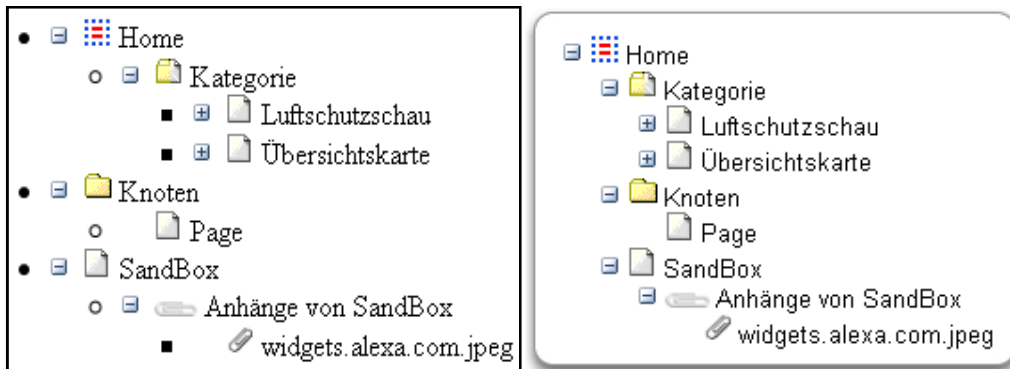 Home
Kategorie
Luftschutzschau
Übersichtskarte
Knoten
Page
SandBox
Anhänge von SandBox
widgets.alexa.com.jpeg
Home
Kategorie
Luftschutzschau
Übersichtskarte
Knoten
Page
SandBox
Anhänge von SandBox
widgets.alexa.com.jpeg